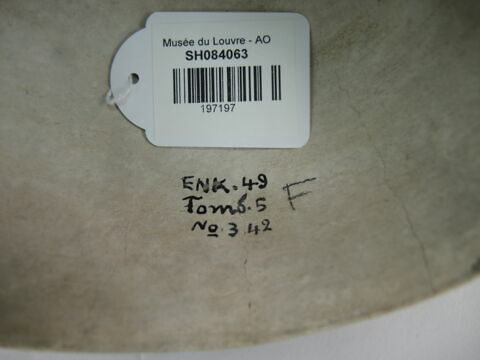 Musée du Louvre - AO
SH084063
197197
ENK.49 F
Tomb.5
No.342